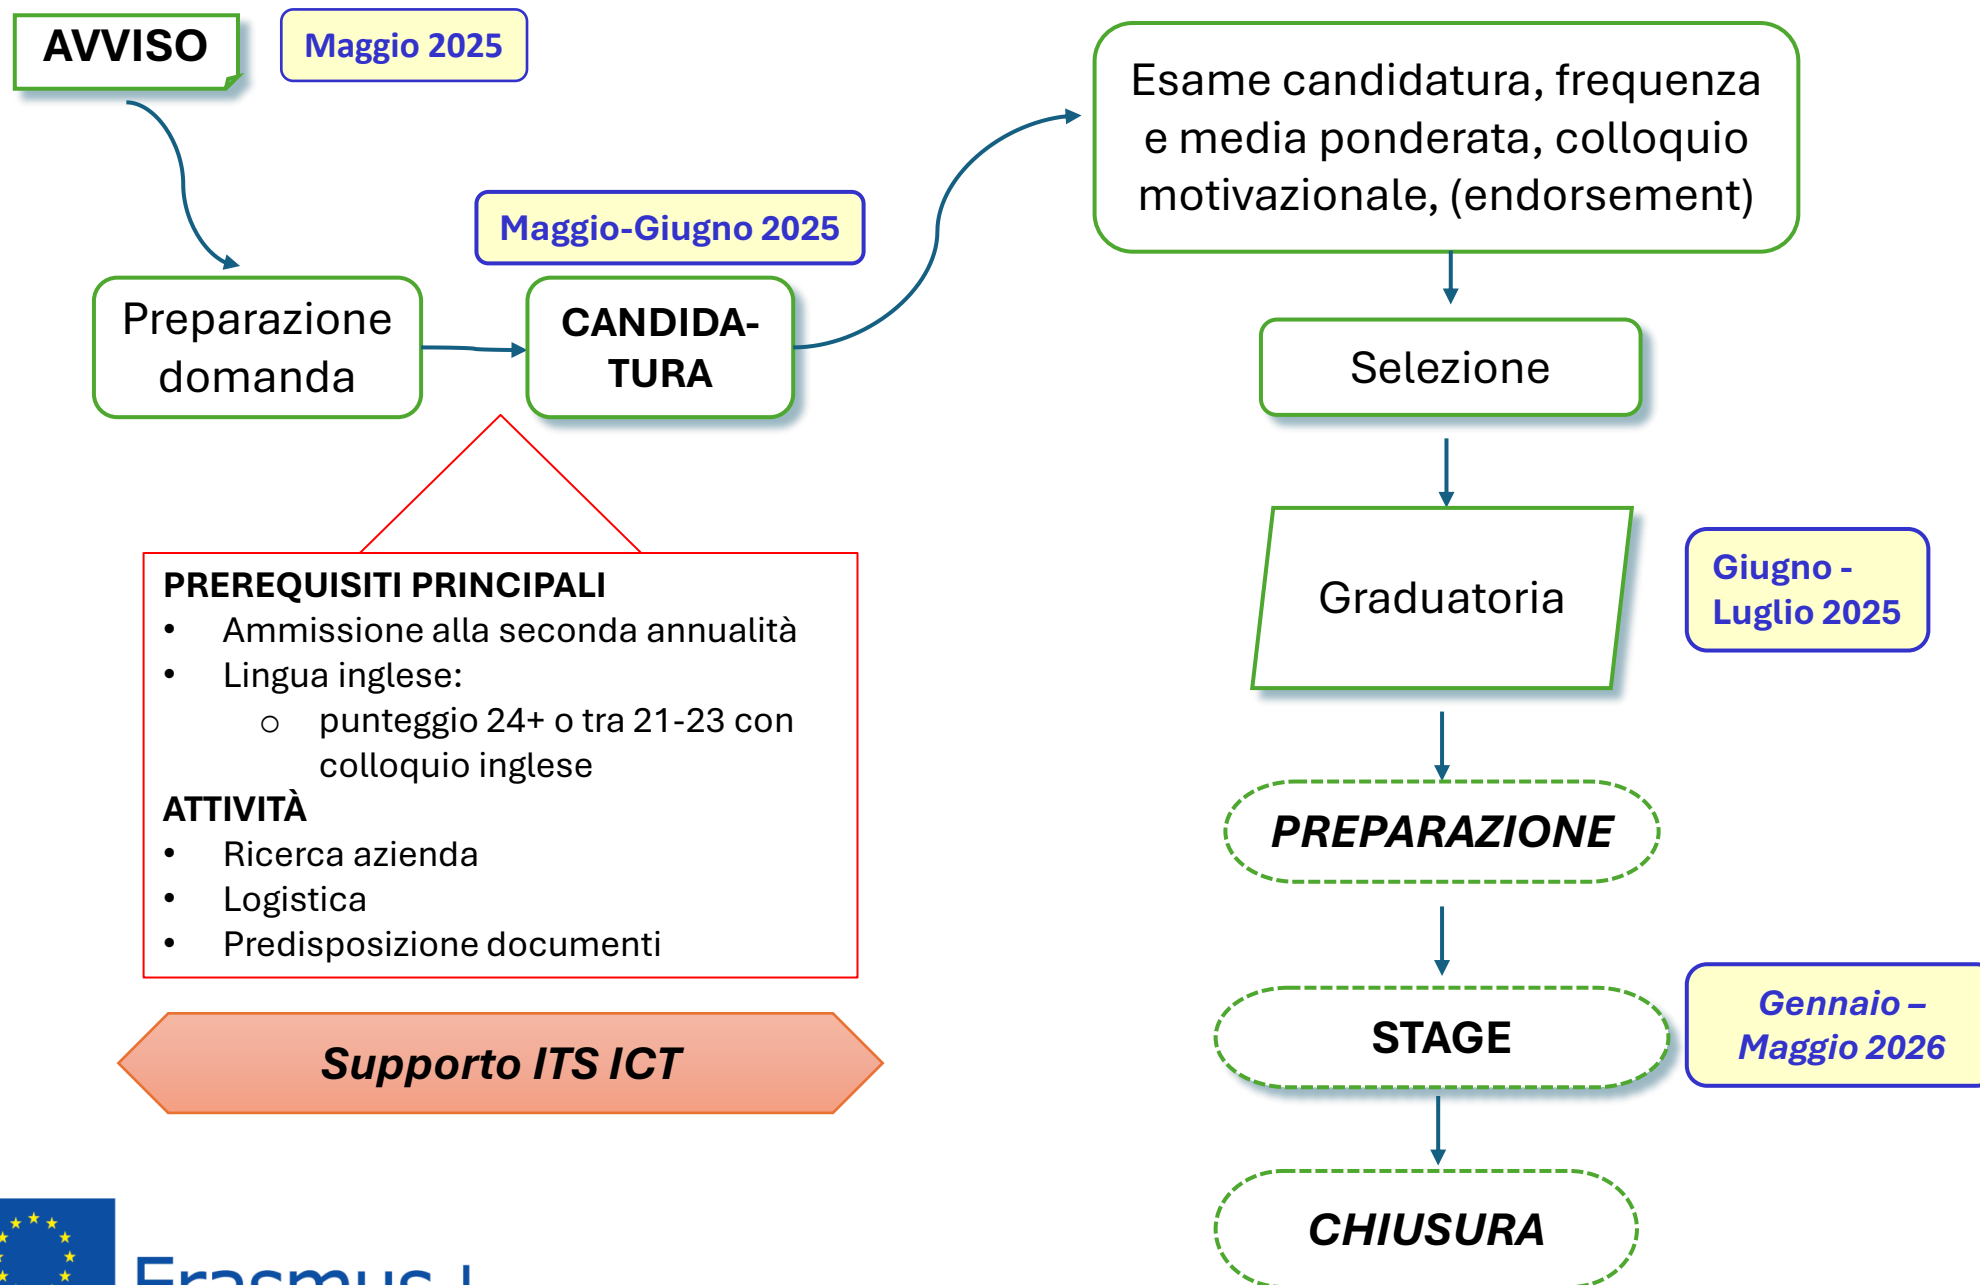 AVVISO
Maggio 2025
Preparazione
domanda
Maggio-Giugno 2025
CANDIDA-
TURA
Esame candidatura, frequenza
e media ponderata, colloquio
motivazionale, (endorsement)
Selezione
Graduatoria
Giugno -
Luglio 2025
PREPARAZIONE
STAGE
Gennaio –
Maggio 2026
CHIUSURA
PREREQUISITI PRINCIPALI
• Ammissione alla seconda annualità
• Lingua inglese:
o punteggio 24+ o tra 21-23 con
colloquio inglese
ATTIVITÀ
• Ricerca azienda
• Logistica
• Predisposizione documenti
Supporto ITS ICT
Erasmus+